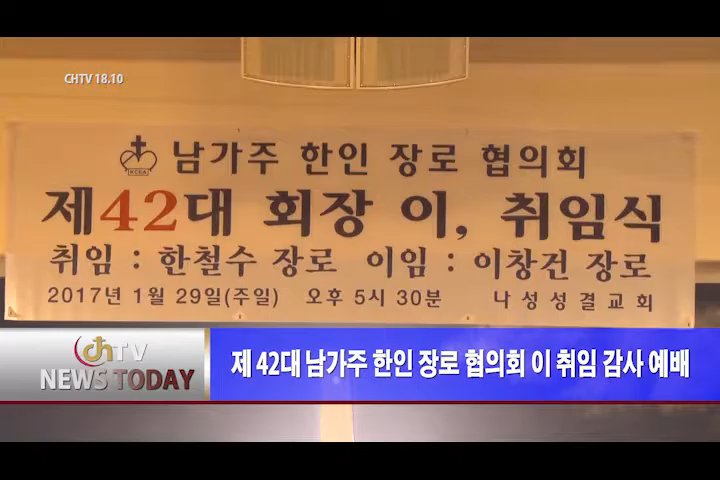 CHTV 18.10
KCEA
남가주 한인 장로 협의회
제42대 회장 이, 취임식
취임 : 한철수 장로 이임 : 이창건 장로
2017년 1월 29일(주일) 오후 5시 30분 나성성결교회
chTV
NEWS TODAY
제 42대 남가주 한인 장로 협의회 이 취임 감사 예배